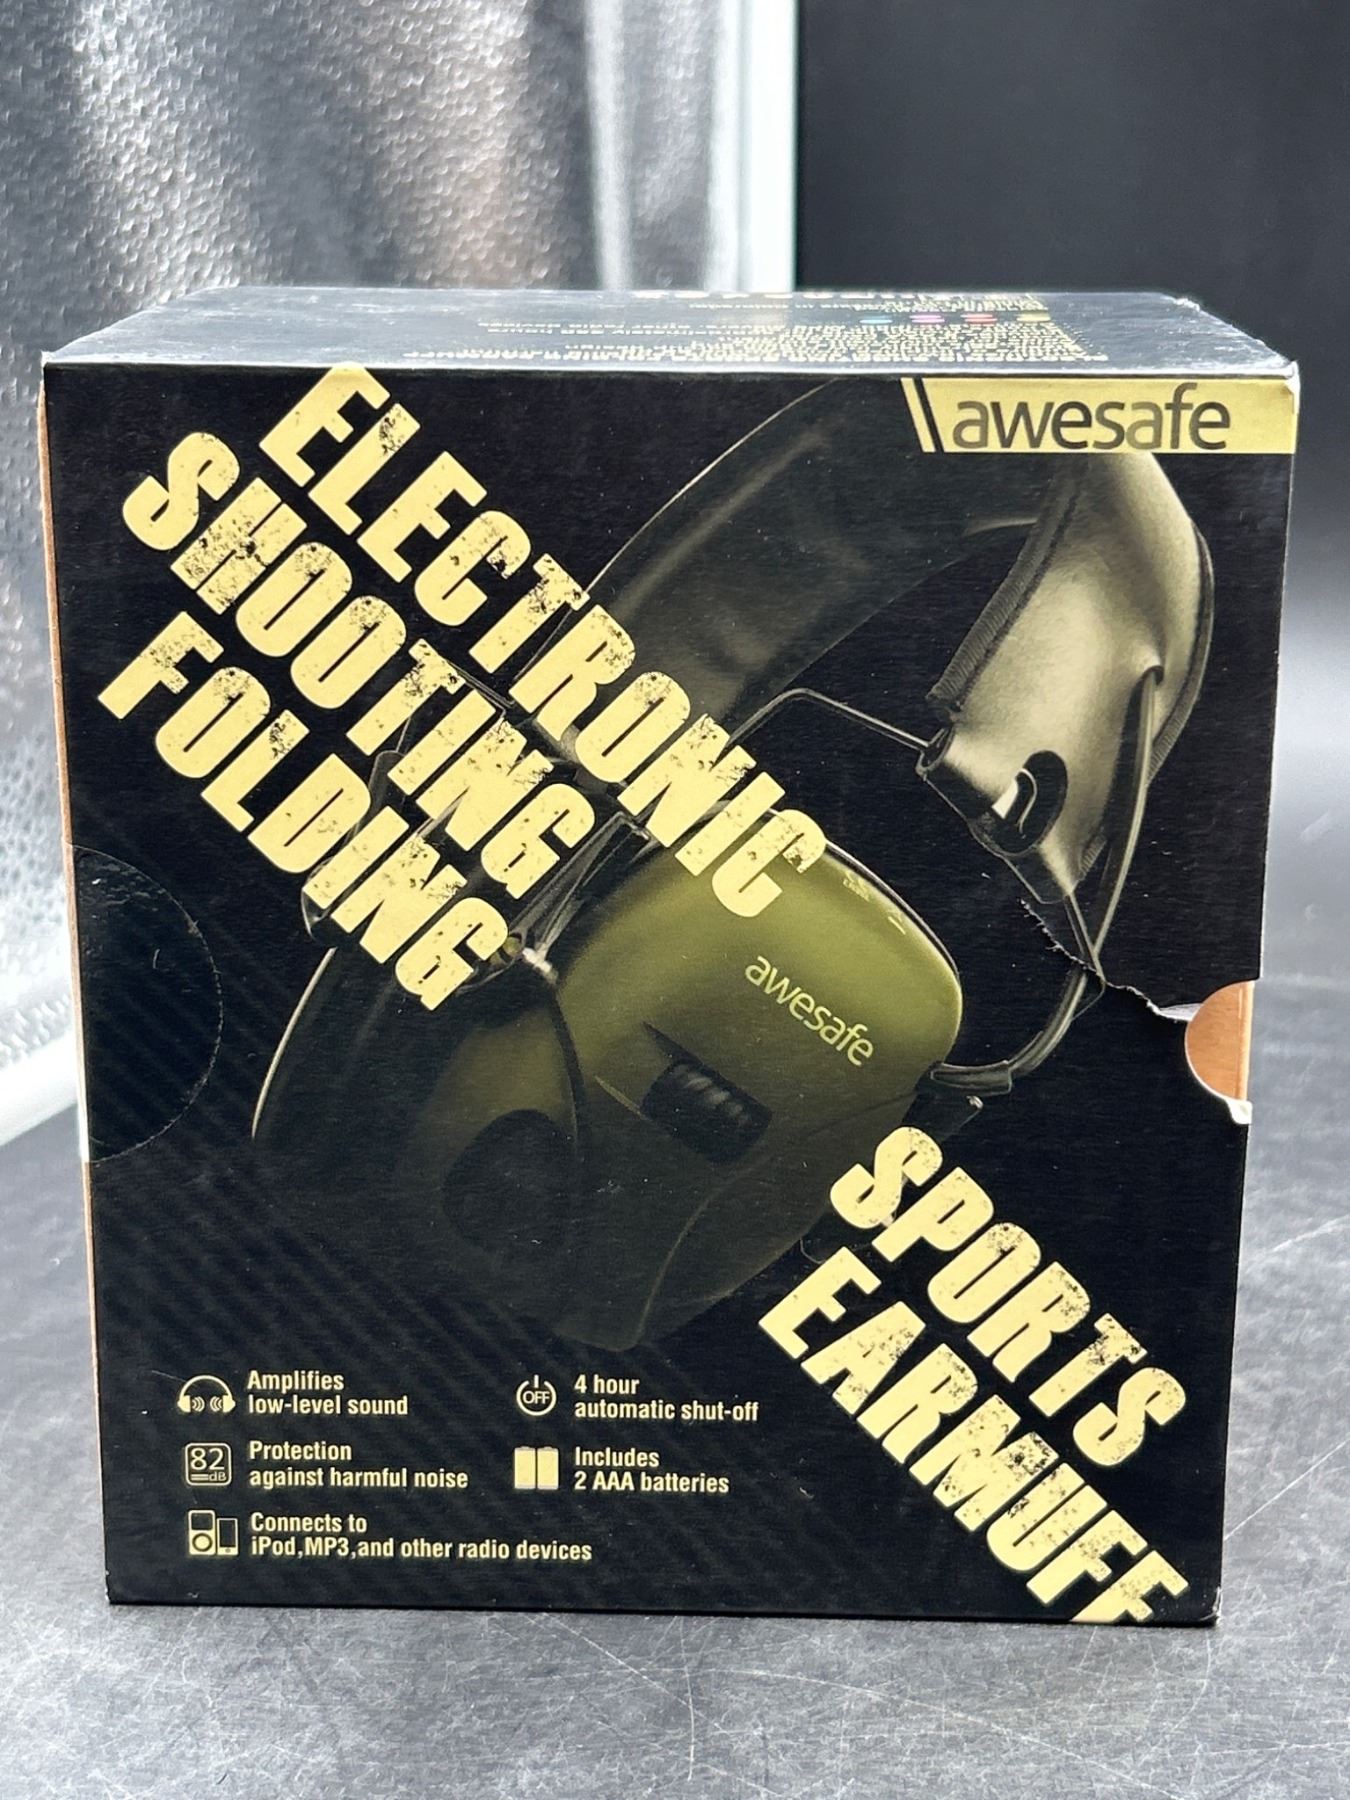 awesafe
ELECTRONIC
SHOOTING
FOLDING
awesafe
SPORTS
EARMUFF
Amplifies
low-level sound
4 hour
automatic shut-off
82
dB
Protection
against harmful noise
Includes
2 AAA batteries
Connects to
iPod,MP3,and other radio devices
OFF